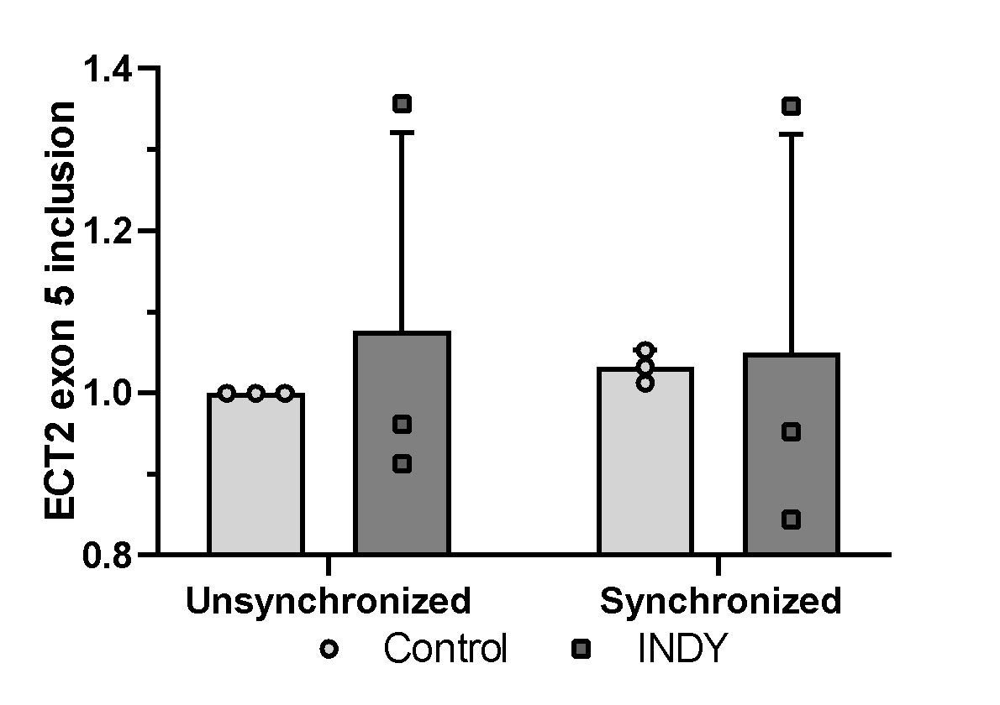 1.4
1.2
1.0
0.8
ECT2 exon 5 inclusion
Unsynchronized Synchronized
Control INDY